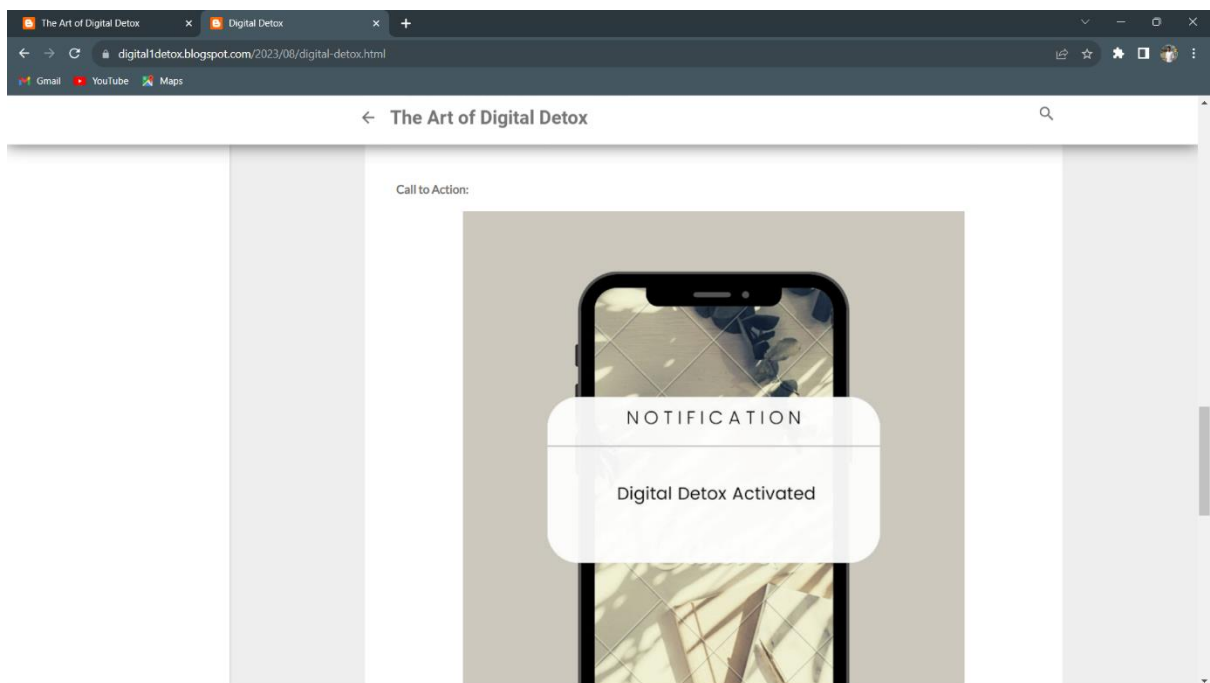 The Art of Digital Detox
Digital Detox
digital1detox.blogspot.com/2023/08/digital-detox.html
Gmail
YouTube
Maps
The Art of Digital Detox
Call to Action:
NOTIFICATION
Digital Detox Activated